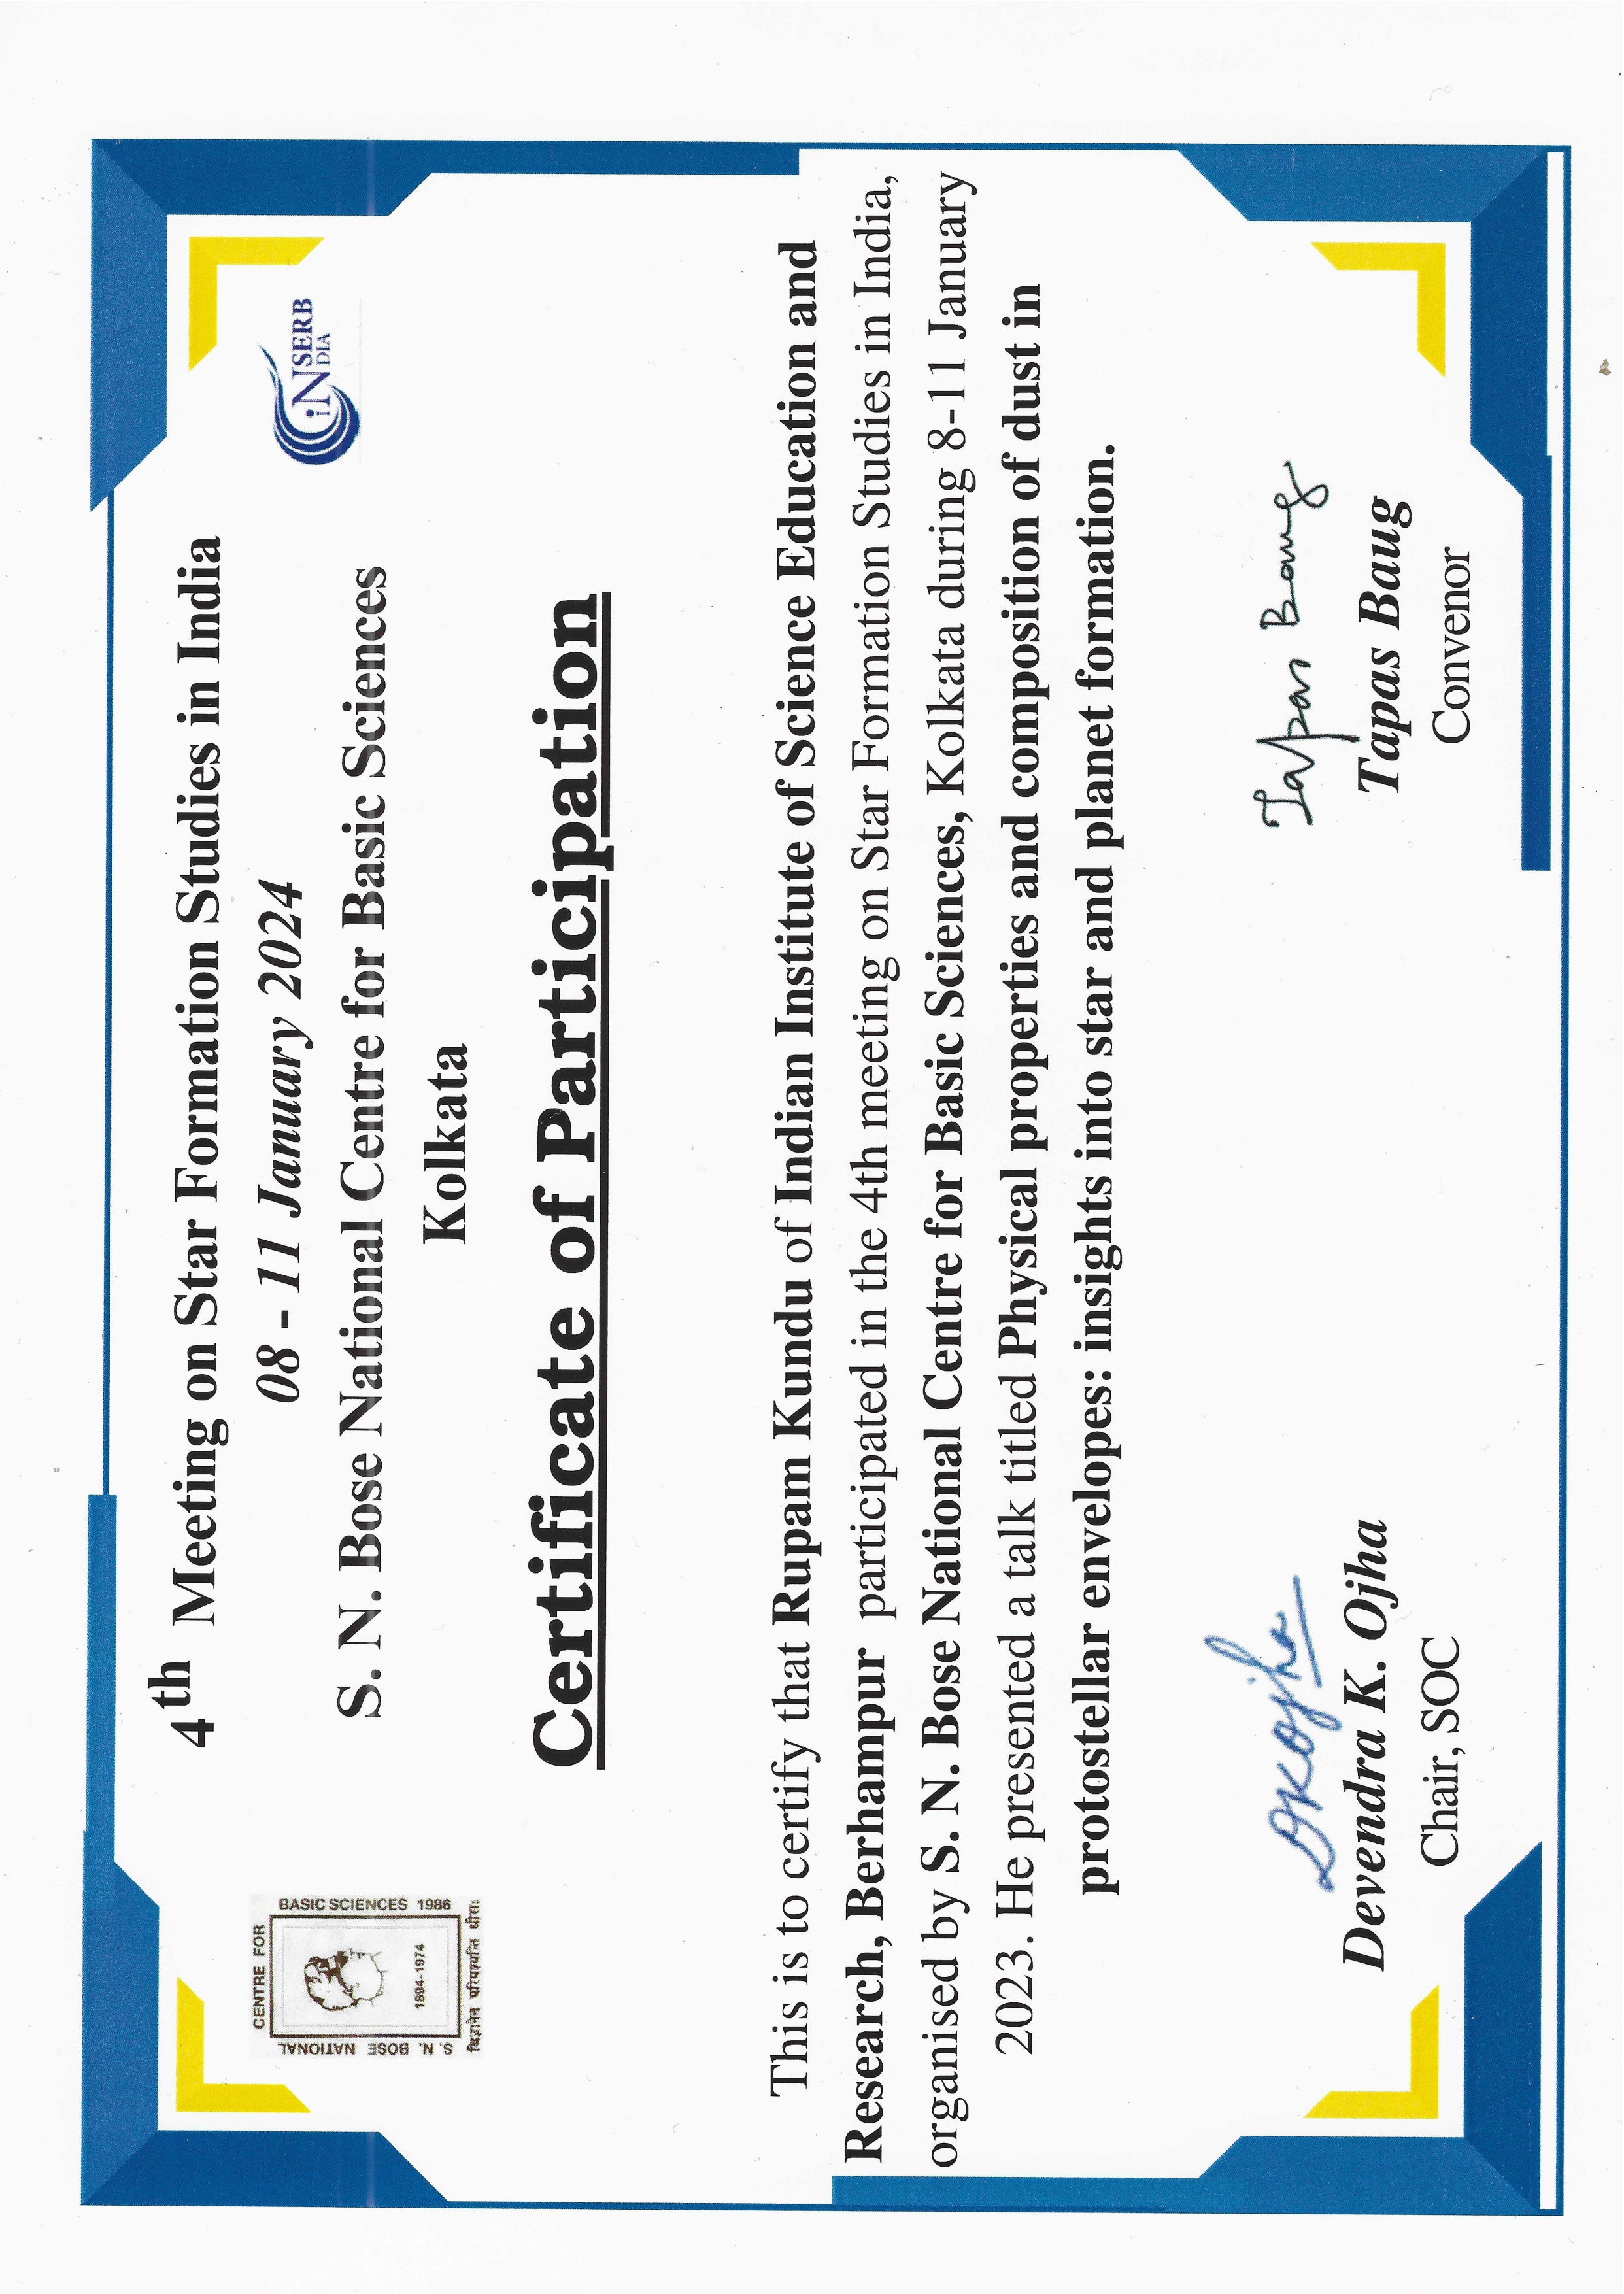 4th Meeting on Star Formation Studies in India
08 - 11 January 2024
S. N. Bose National Centre for Basic Sciences
Kolkata
CENTRE FOR
S. N. BOSE NATIONAL
BASIC SCIENCES 1986
1894-1974
विज्ञानेन परिपश्यन्ति धीराः
iNSERB
DIA
Certificate of Participation
This is to certify that Rupam Kundu of Indian Institute of Science Education and
Research, Berhampur participated in the 4th meeting on Star Formation Studies in India,
organised by S. N. Bose National Centre for Basic Sciences, Kolkata during 8-11 January
2023. He presented a talk titled Physical properties and composition of dust in
protostellar envelopes: insights into star and planet formation.
DKOjha
Devendra K. Ojha
Chair, SOC
Tapas Baug
Tapas Baug
Convenor